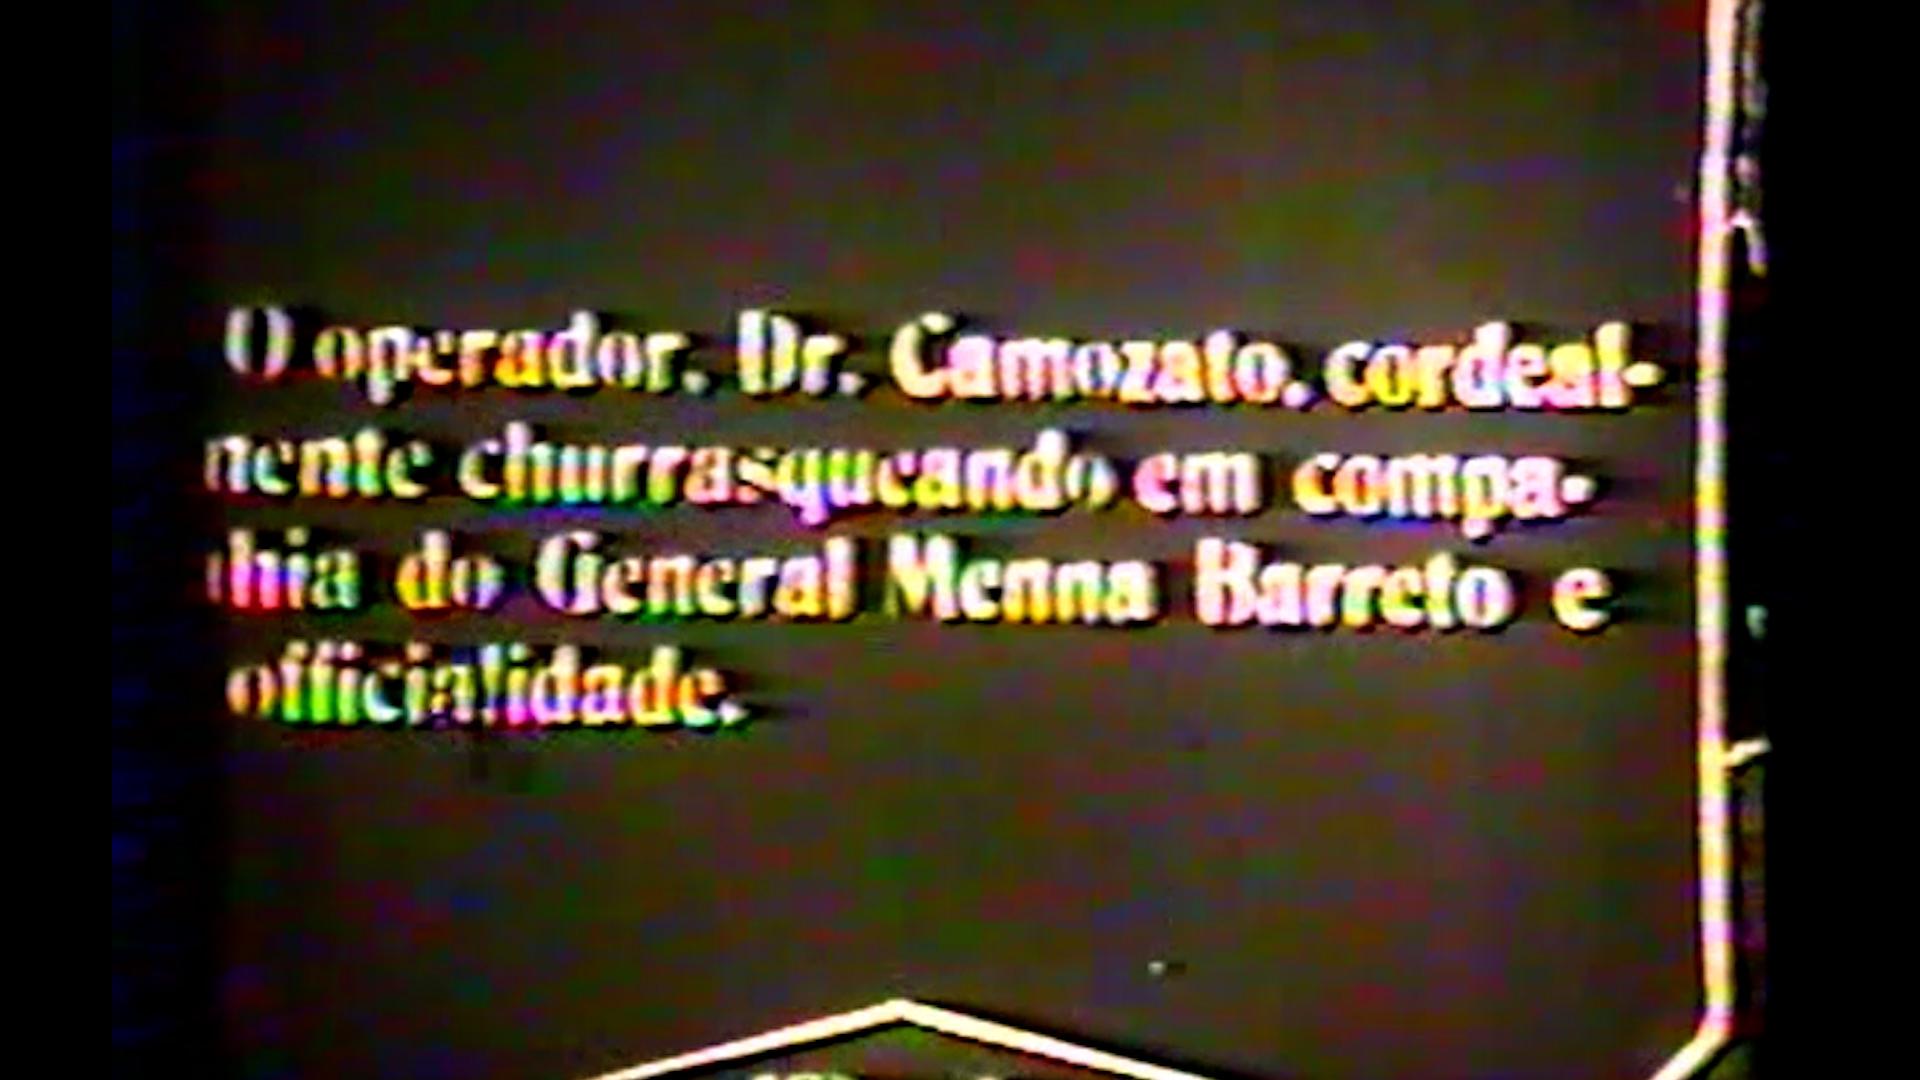 O operador, Dr. Camozato, cordeal-
mente churrasqueando em compa-
nhia do General Menna Barreto e
officialidade.